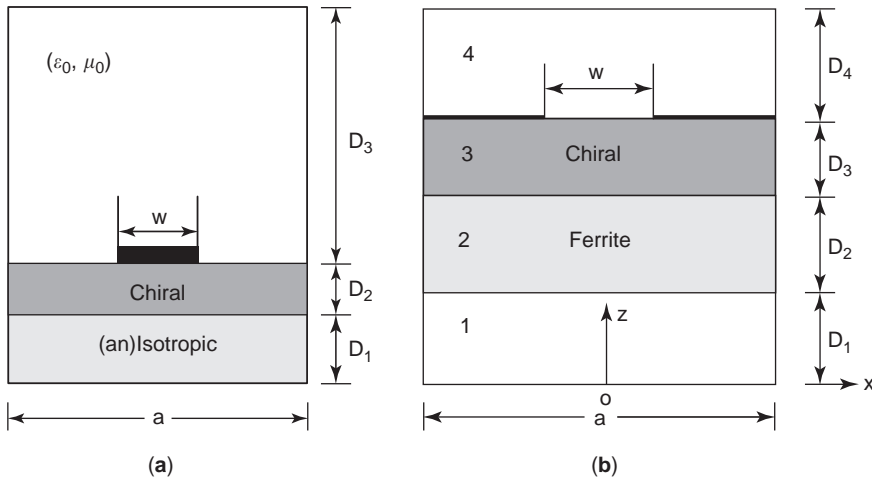 (ε₀, μ₀)
D₃
w
Chiral
D₂
(an)Isotropic
D₁
a
(a)
4
D₄
w
3
Chiral
D₃
2
Ferrite
D₂
1
z
D₁
o
x
a
(b)